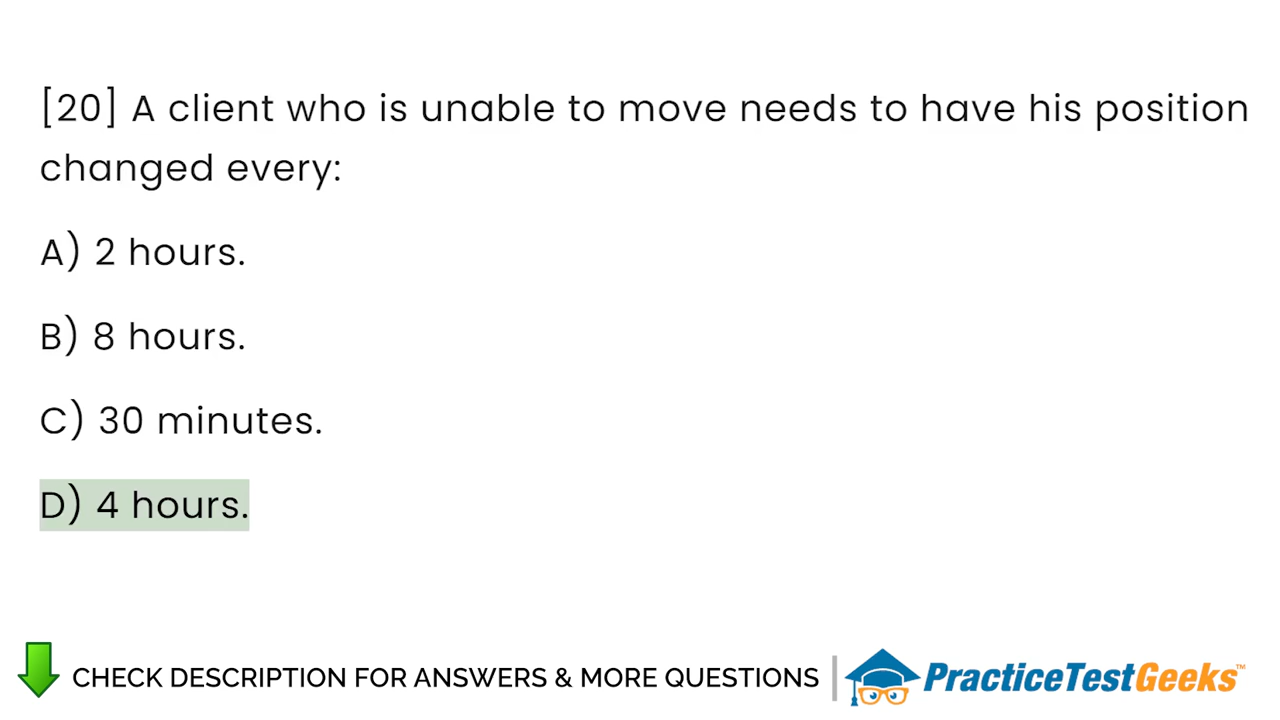 [20] A client who is unable to move needs to have his position
changed every:
A) 2 hours.
B) 8 hours.
C) 30 minutes.
D) 4 hours.
CHECK DESCRIPTION FOR ANSWERS & MORE QUESTIONS
PracticeTestGeeks™